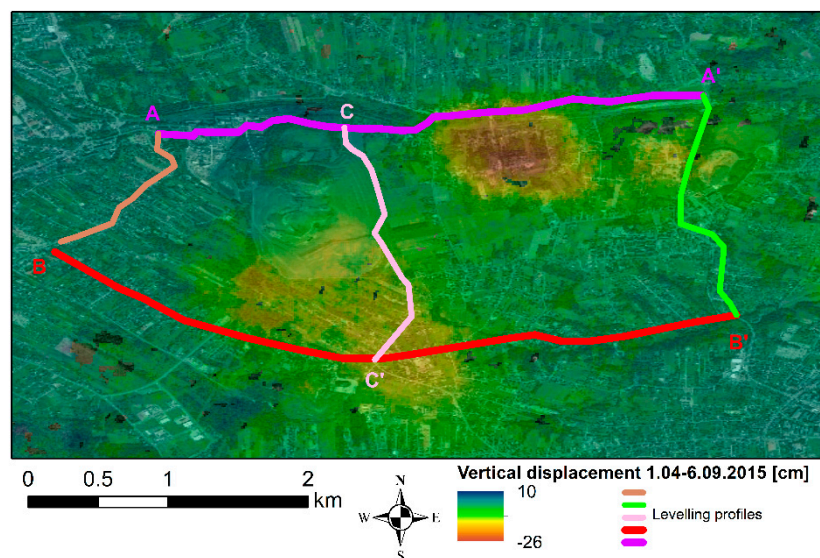 A'
A
C
B
B'
C'
0 0.5 1 2
km
N
W E
S
Vertical displacement 1.04-6.09.2015 [cm]
10
-26
Levelling profiles